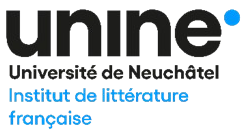 unine
Université de Neuchâtel
Institut de littérature
française